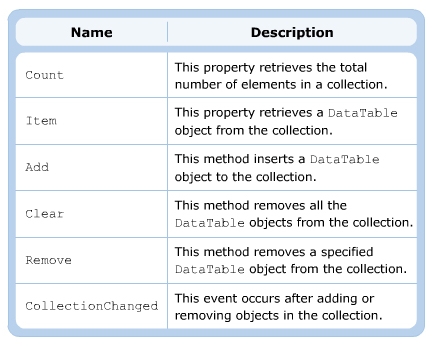 Name Description
Count This property retrieves the total
number of elements in a collection.
Item This property retrieves a DataTable
object from the collection.
Add This method inserts a DataTable
object to the collection.
Clear This method removes all the
DataTable objects from the collection.
Remove This method removes a specified
DataTable object from the collection.
CollectionChanged This event occurs after adding or
removing objects in the collection.